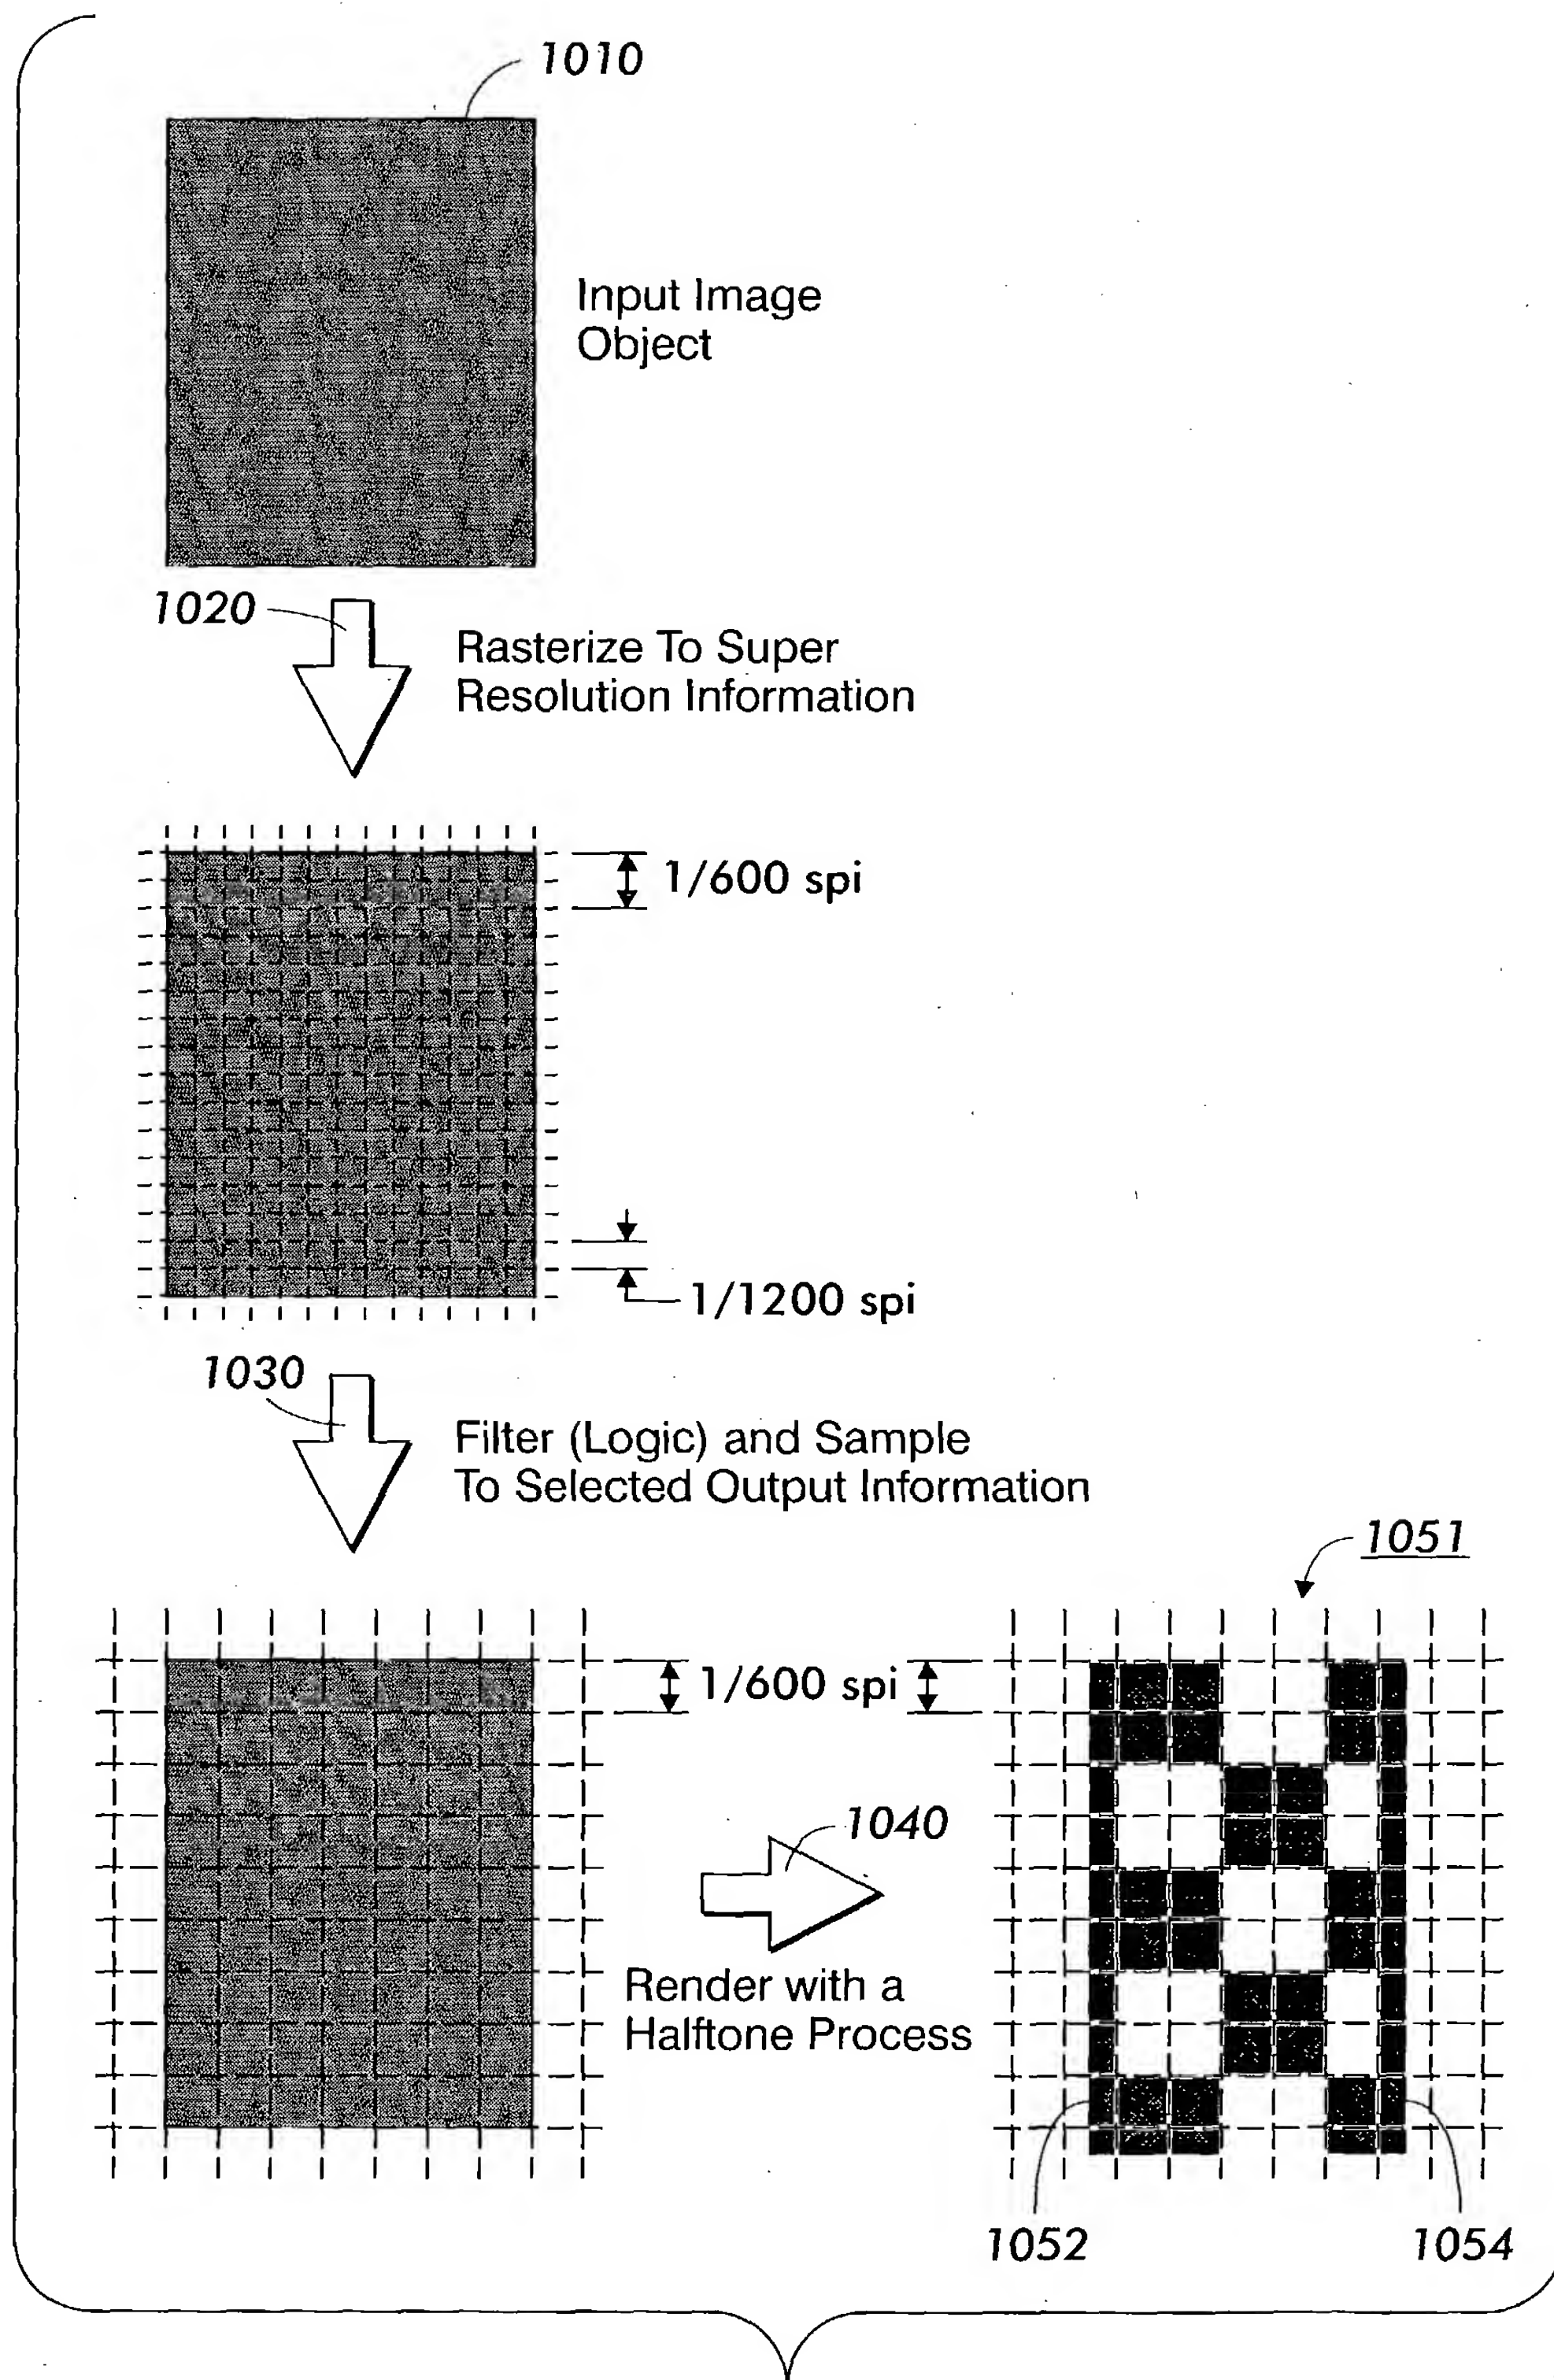 1010
Input Image
Object
1020
Rasterize To Super
Resolution Information
1/600 spi
1/1200 spi
1030
Filter (Logic) and Sample
To Selected Output Information
1051
1/600 spi
1040
Render with a
Halftone Process
1052
1054